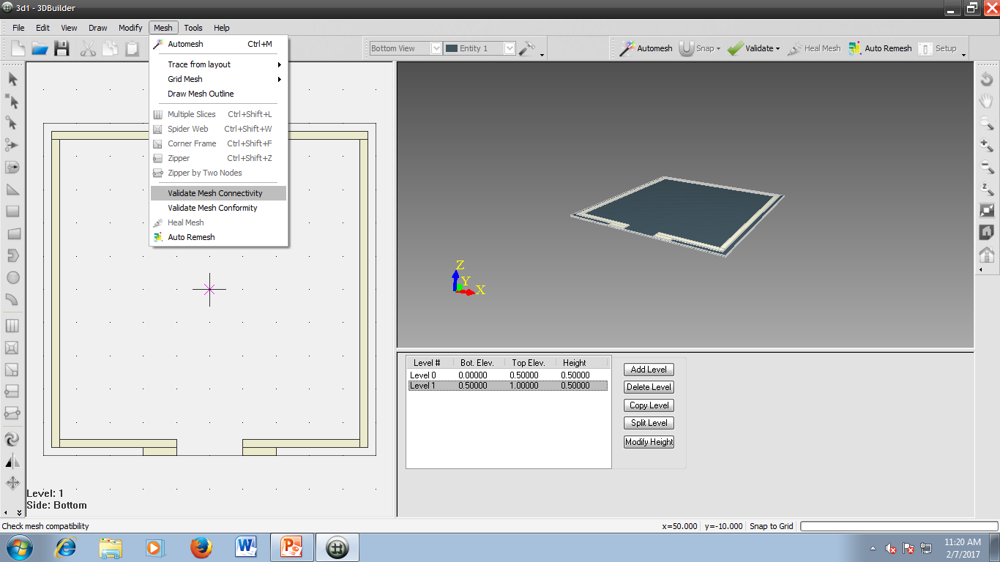 3d1 - 3DBuilder
File Edit View Draw Modify Mesh Tools Help
Bottom View Entity 1 Automesh Snap Validate Heal Mesh Auto Remesh Setup
Automesh Ctrl+M
Trace from layout
Grid Mesh
Draw Mesh Outline
Multiple Slices Ctrl+Shift+L
Spider Web Ctrl+Shift+W
Corner Frame Ctrl+Shift+F
Zipper Ctrl+Shift+Z
Zipper by Two Nodes
Validate Mesh Connectivity
Validate Mesh Conformity
Heal Mesh
Auto Remesh
Z
Y
X
Level: 1
Side: Bottom
Level # Bot. Elev. Top Elev. Height
Level 0 0.00000 0.50000 0.50000
Level 1 0.50000 1.00000 0.50000
Add Level
Delete Level
Copy Level
Split Level
Modify Height
Check mesh compatibility x=50.000 y=-10.000 Snap to Grid
11:20 AM
2/7/2017